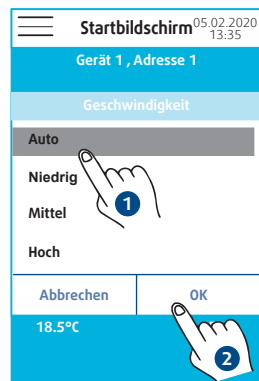 Startbildschirm
05.02.2020
13:35
Gerät 1 , Adresse 1
Geschwindigkeit
Auto
Niedrig
1
Mittel
Hoch
Abbrechen
OK
18.5°C
2